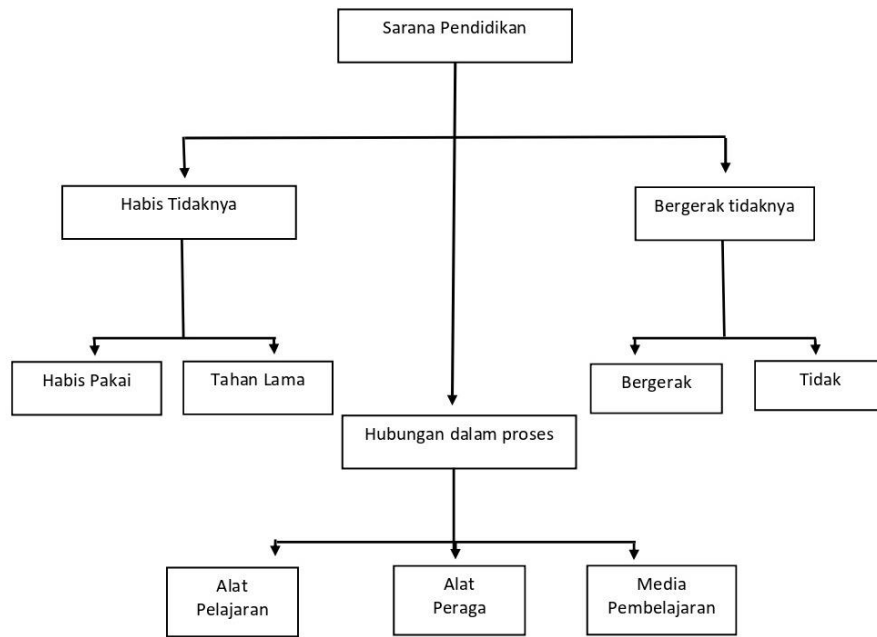 Sarana Pendidikan
Habis Tidaknya
Bergerak tidaknya
Habis Pakai
Tahan Lama
Bergerak
Tidak
Hubungan dalam proses
Alat
Pelajaran
Alat
Peraga
Media
Pembelajaran